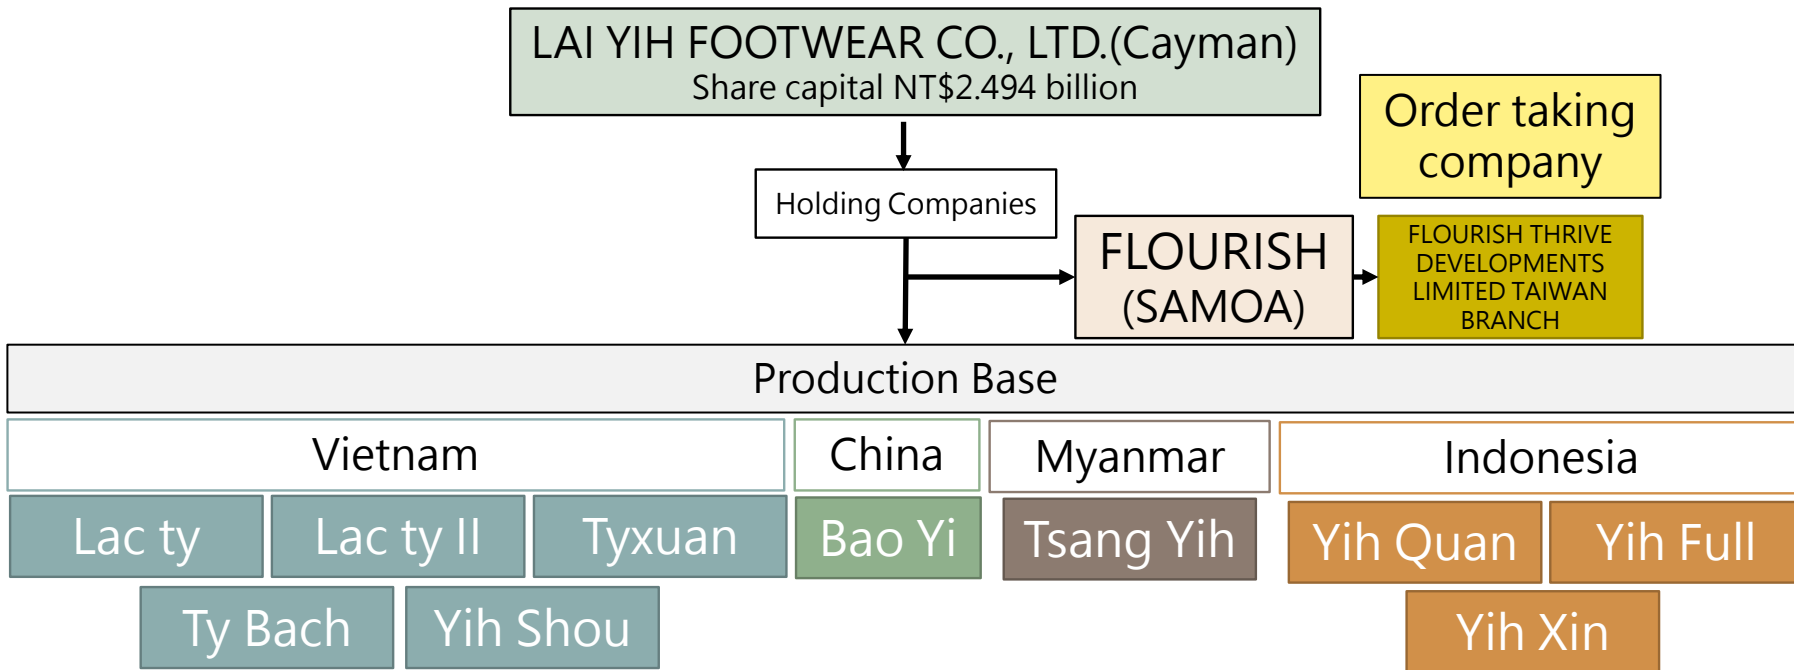 LAI YIH FOOTWEAR CO., LTD.(Cayman)
Share capital NT$2.494 billion
Order taking
company
Holding Companies
FLOURISH
(SAMOA)
FLOURISH THRIVE
DEVELOPMENTS
LIMITED TAIWAN
BRANCH
Production Base
Vietnam
China
Myanmar
Indonesia
Lac ty
Lac ty II
Tyxuan
Bao Yi
Tsang Yih
Yih Quan
Yih Full
Ty Bach
Yih Shou
Yih Xin